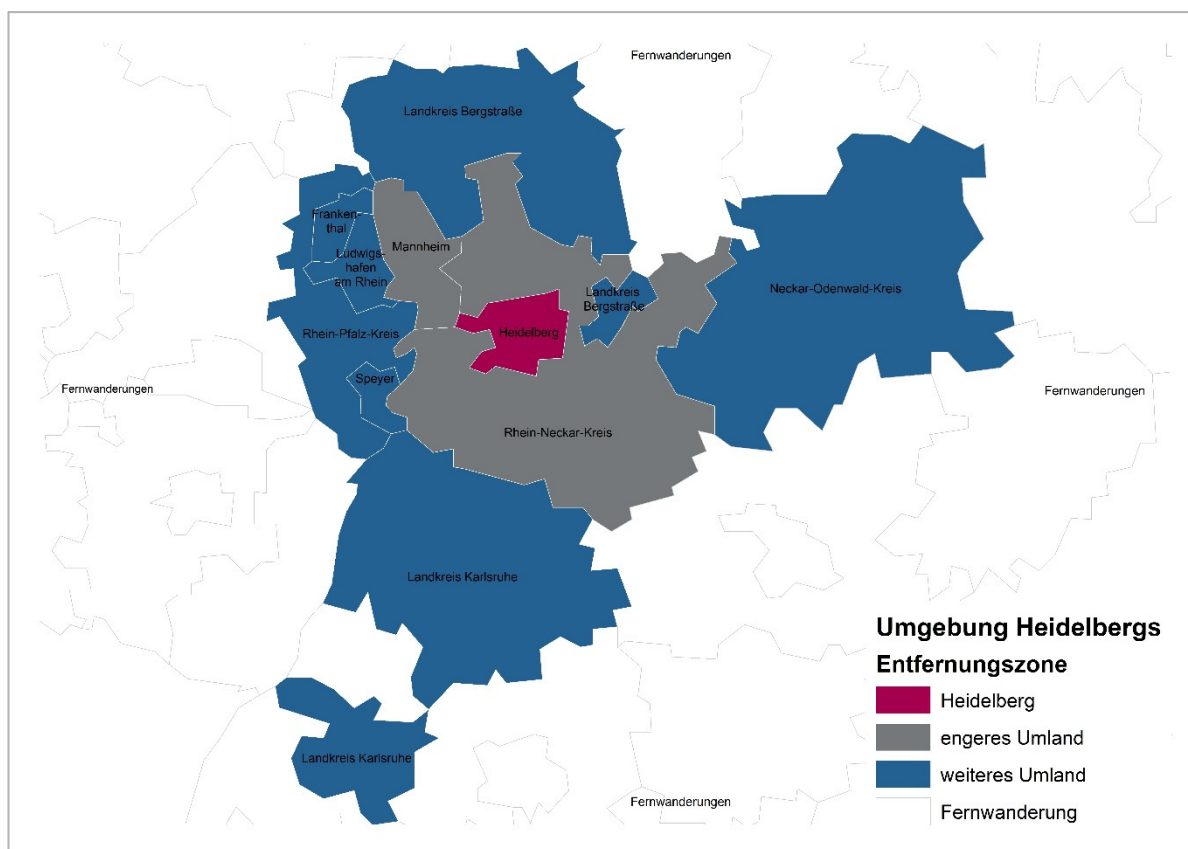 Fernwanderungen
Landkreis Bergstraße
Franken-
thal
Mannheim
Ludwigs-
hafen
am Rhein
Landkreis
Bergstraße
Neckar-Odenwald-Kreis
Rhein-Pfalz-Kreis
Heidelberg
Speyer
Fernwanderungen
Fernwanderungen
Rhein-Neckar-Kreis
Landkreis Karlsruhe
Landkreis Karlsruhe
Fernwanderungen
Umgebung Heidelbergs
Entfernungszone
Heidelberg
engeres Umland
weiteres Umland
Fernwanderung